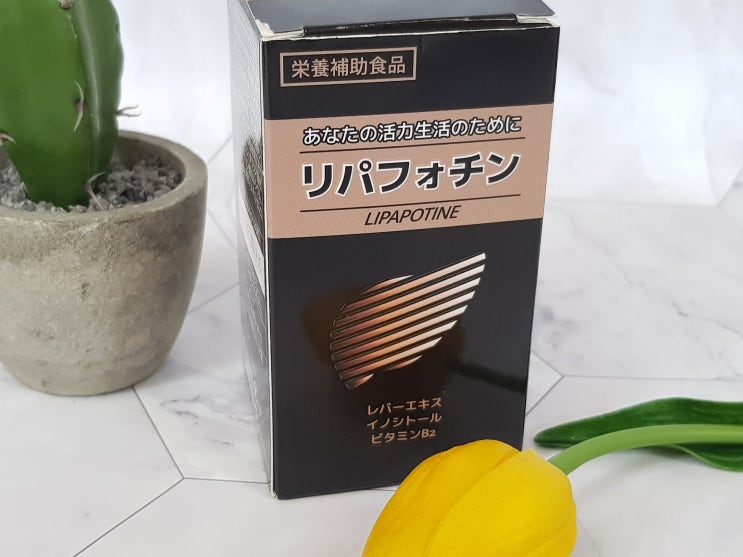 栄養補助食品
あなたの活力生活のために
リパフォチン
LIPAPOTINE
レバーエキス
イノシトール
ビタミンB2